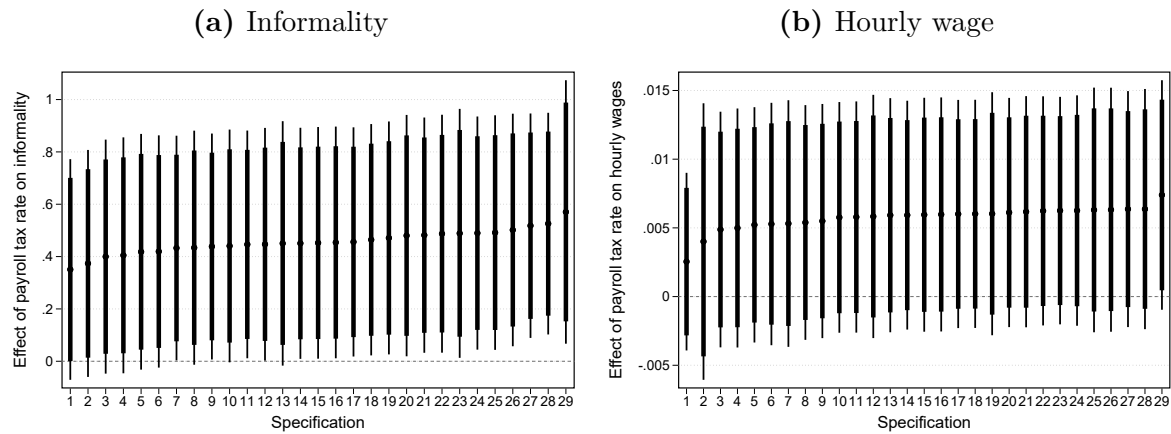 (a) Informality
Effect of payroll tax rate on informality
1
.8
.6
.4
.2
0
1 2 3 4 5 6 7 8 9 10 11 12 13 14 15 16 17 18 19 20 21 22 23 24 25 26 27 28 29
Specification
(b) Hourly wage
Effect of payroll tax rate on hourly wages
.015
.01
.005
0
-.005
1 2 3 4 5 6 7 8 9 10 11 12 13 14 15 16 17 18 19 20 21 22 23 24 25 26 27 28 29
Specification